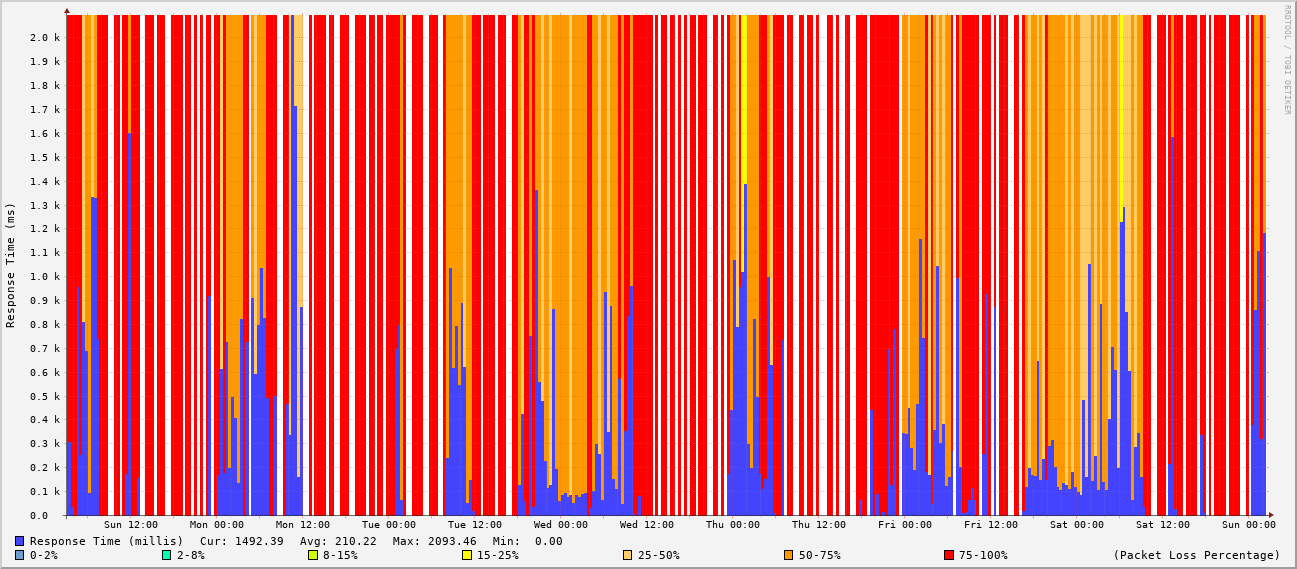 RRDTOOL / TOBI OETIKER
Response Time (ms)
2.0 k
1.9 k
1.8 k
1.7 k
1.6 k
1.5 k
1.4 k
1.3 k
1.2 k
1.1 k
1.0 k
0.9 k
0.8 k
0.7 k
0.6 k
0.5 k
0.4 k
0.3 k
0.2 k
0.1 k
0.0
Sun 12:00 Mon 00:00 Mon 12:00 Tue 00:00 Tue 12:00 Wed 00:00 Wed 12:00 Thu 00:00 Thu 12:00 Fri 00:00 Fri 12:00 Sat 00:00 Sat 12:00 Sun 00:00
Response Time (millis) Cur: 1492.39 Avg: 210.22 Max: 2093.46 Min: 0.00
0-2% 2-8% 8-15% 15-25% 25-50% 50-75% 75-100% (Packet Loss Percentage)